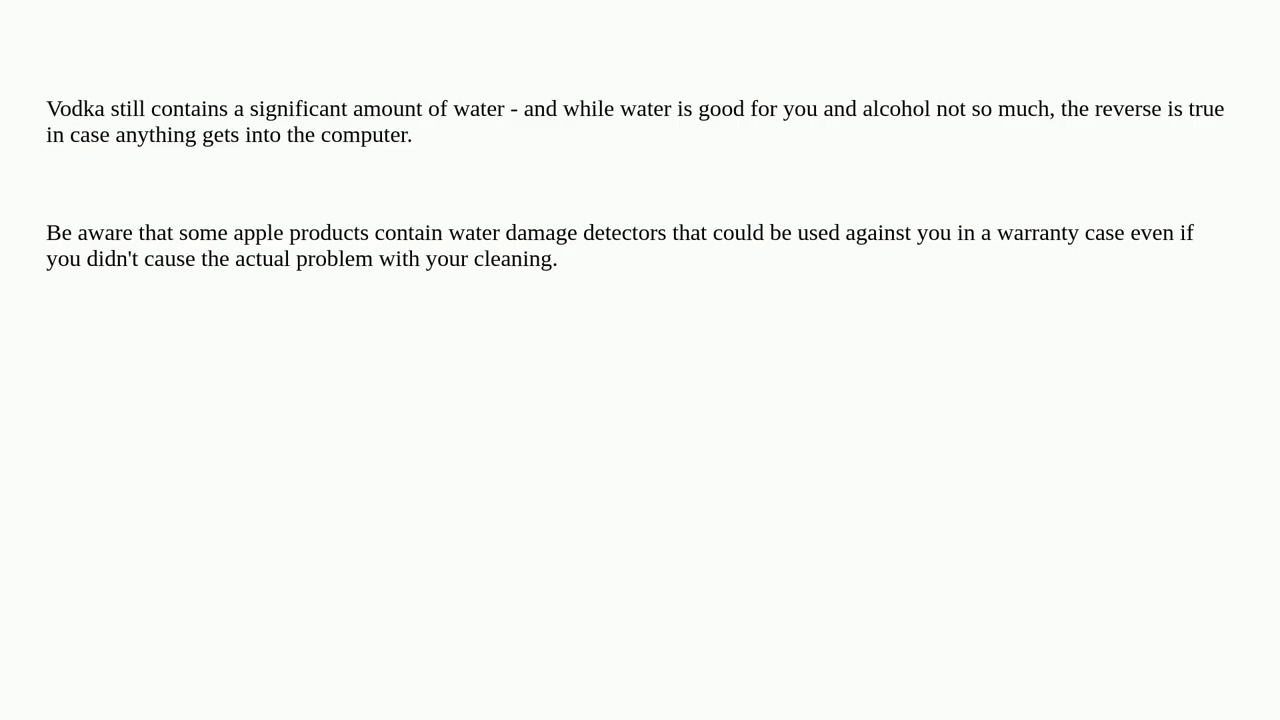 Vodka still contains a significant amount of water - and while water is good for you and alcohol not so much, the reverse is true
in case anything gets into the computer.
Be aware that some apple products contain water damage detectors that could be used against you in a warranty case even if
you didn't cause the actual problem with your cleaning.